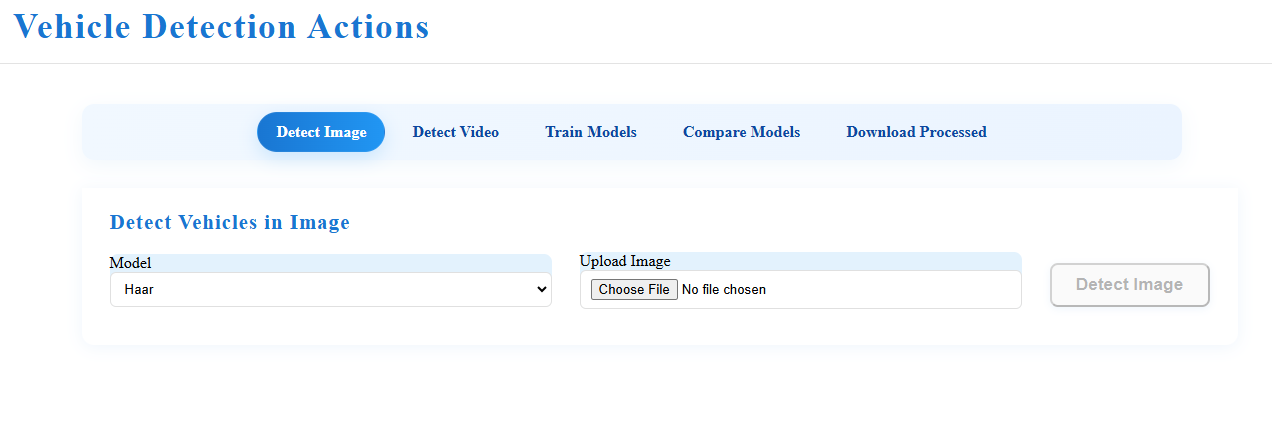 Vehicle Detection Actions
Detect Image Detect Video Train Models Compare Models Download Processed
Detect Vehicles in Image
Model Upload Image
Haar Choose File No file chosen Detect Image